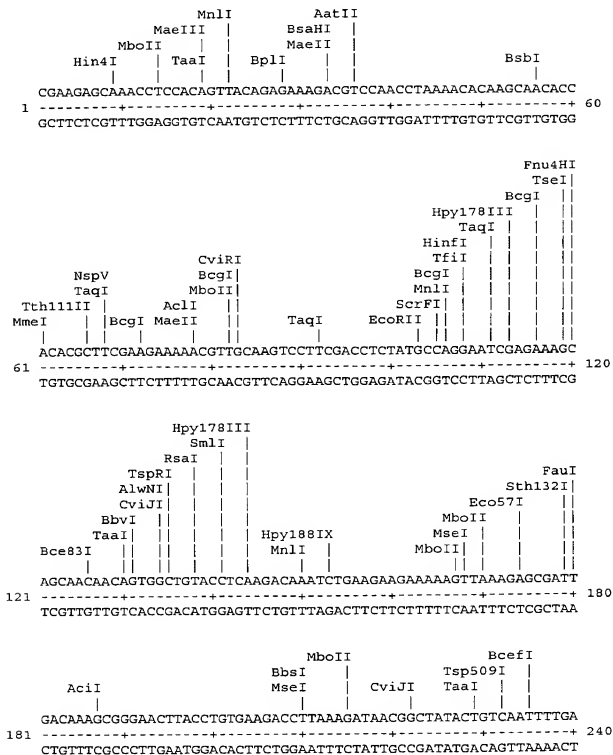 MnlI AatII
MaeIII BsaHI
MboII MaeII
Hin4I TaaI BplI BsbI
CGAAGAGCAAACCTCCACAGTTACAGAGAAAGACGTCCAACCTAAAACACAAGCAACACC
1 ---------+---------+---------+---------+---------+---------+ 60
GCTTCTCGTTTGGAGGTGTCAATGTCTCTTTCTGCAGGTTGGATTTTGTGTTCGTTGTGG
Fnu4HI
TseI
BcgI
Hpy178III
TaqI
HinfI
CviRI TfiI
NspV BcgI BcgI
TaqI MboII MnlI
Tth111II AclI ScrFI
MmeI BcgI MaeII TaqI EcoRII
ACACGCTTCGAAGAAAAACGTTGCAAGTCCTTCGACCTCTATGCCAGGAATCGAGAAAGC
61 ---------+---------+---------+---------+---------+---------+ 120
TGTGCGAAGCTTCTTTTTGCAACGTTCAGGAAGCTGGAGATACGGTCCTTAGCTCTTTCG
Hpy178III
SmlI
RsaI
TspRI FauI
AlwNI Sth132I
CviJI Eco57I
BbvI MboII
TaaI Hpy188IX MseI
Bce83I MnlI MboII
AGCAACAACAGTGGCTGTACCTCAAGACAAATCTGAAGAAGAAAAAGTTAAAGAGCGATT
121 ---------+---------+---------+---------+---------+---------+ 180
TCGTTGTTGTCACCGACATGGAGTTCTGTTTAGACTTCTTCTTTTTCAATTTCTCGCTAA
MboII BcefI
BbsI Tsp509I
AciI MseI CviJI TaaI
GACAAAGCGGGAACTTACCTGTGAAGACCTTAAAGATAACGGCTATACTGTCAATTTTGA
181 ---------+---------+---------+---------+---------+---------+ 240
CTGTTTCGCCCTTGAATGGACACTTCTGGAATTTCTATTGCCGATATGACAGTTAAAACT